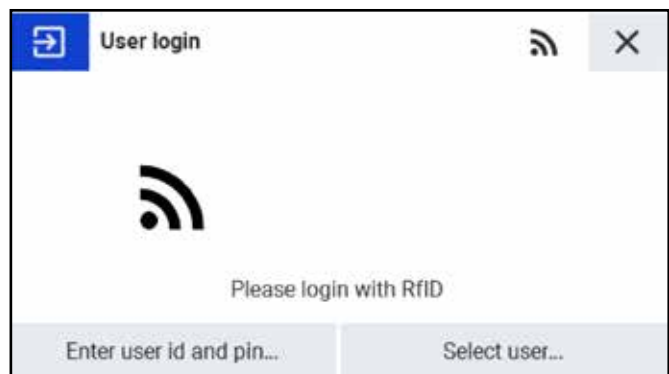 User login
Please login with RfID
Enter user id and pin...
Select user...